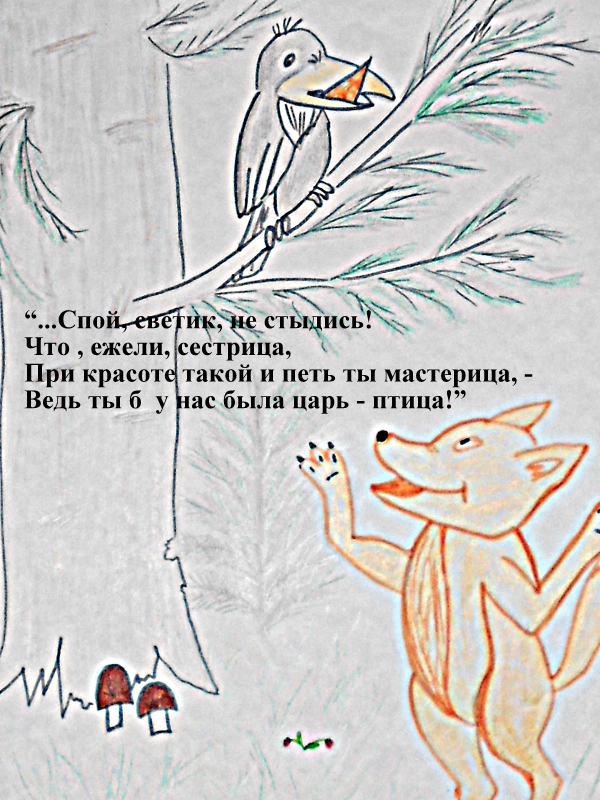 “...Спой, светик, не стыдись!
Что , ежели, сестрица,
При красоте такой и петь ты мастерица, -
Ведь ты б  у нас была царь - птица!”